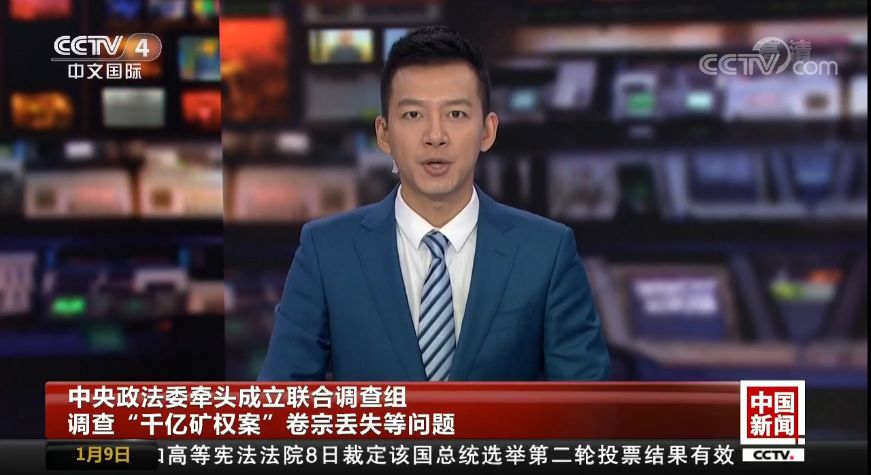 CCTV 4
中文国际
高清
CCTV.com
中央政法委牵头成立联合调查组
调查“千亿矿权案”卷宗丢失等问题
中国
新闻
1月9日
高等宪法法院8日裁定该国总统选举第二轮投票结果有效
CCTV